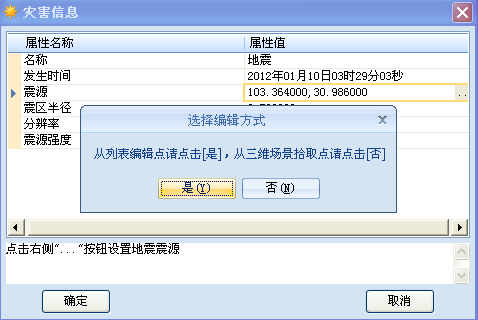 灾害信息
属性名称 属性值
名称 地震
发生时间 2012年01月10日03时29分03秒
震源 103.364000,30.986000 ..
震区半径
分辨率
震源强度
选择编辑方式
从列表编辑点请点击[是]，从三维场景拾取点请点击[否]
是(Y) 否(N)
点击右侧“...”按钮设置地震震源
确定 取消